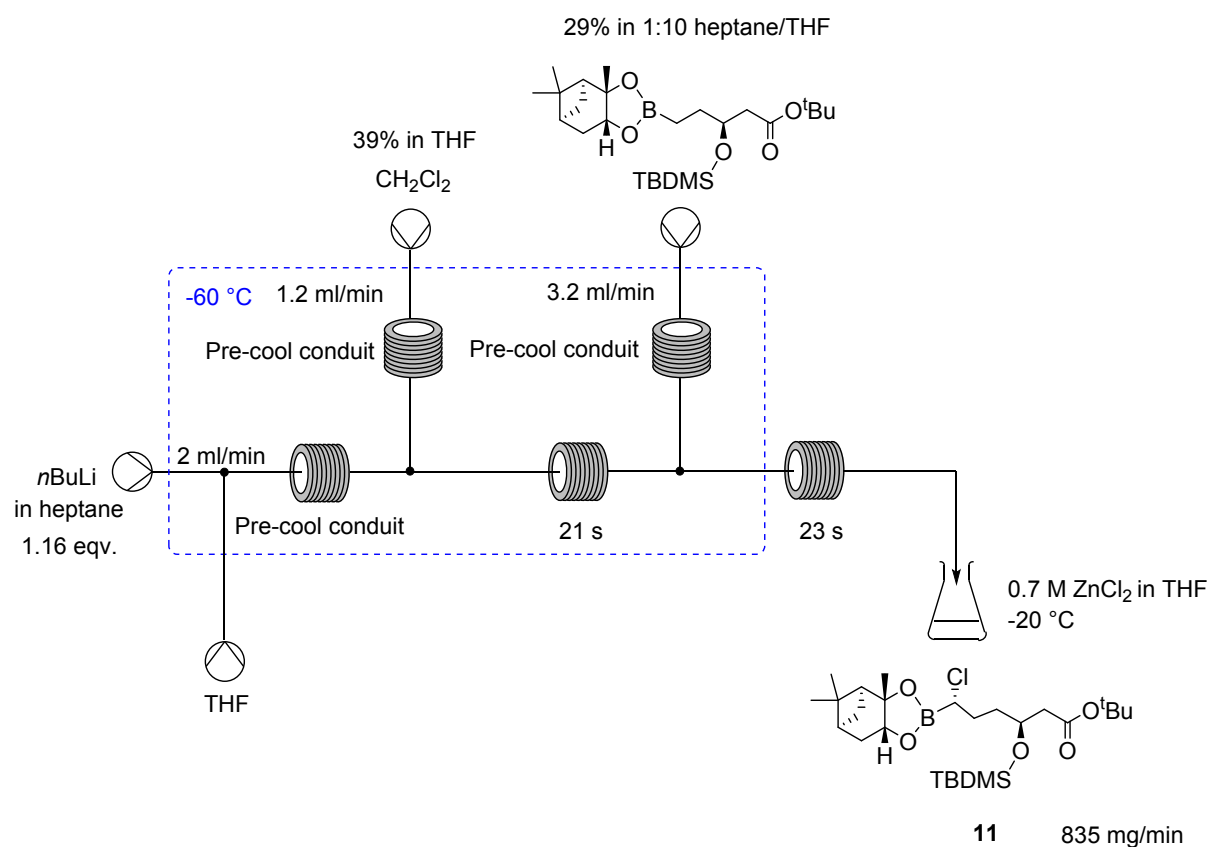 29% in 1:10 heptane/THF
O
B
O
H
O
TBDMS
O
OᵗBu
39% in THF
CH₂Cl₂
-60 °C
1.2 ml/min
3.2 ml/min
Pre-cool conduit
Pre-cool conduit
2 ml/min
nBuLi
in heptane
1.16 eqv.
Pre-cool conduit
21 s
23 s
THF
0.7 M ZnCl₂ in THF
-20 °C
Cl
O
B
O
H
O
TBDMS
O
OᵗBu
11
835 mg/min